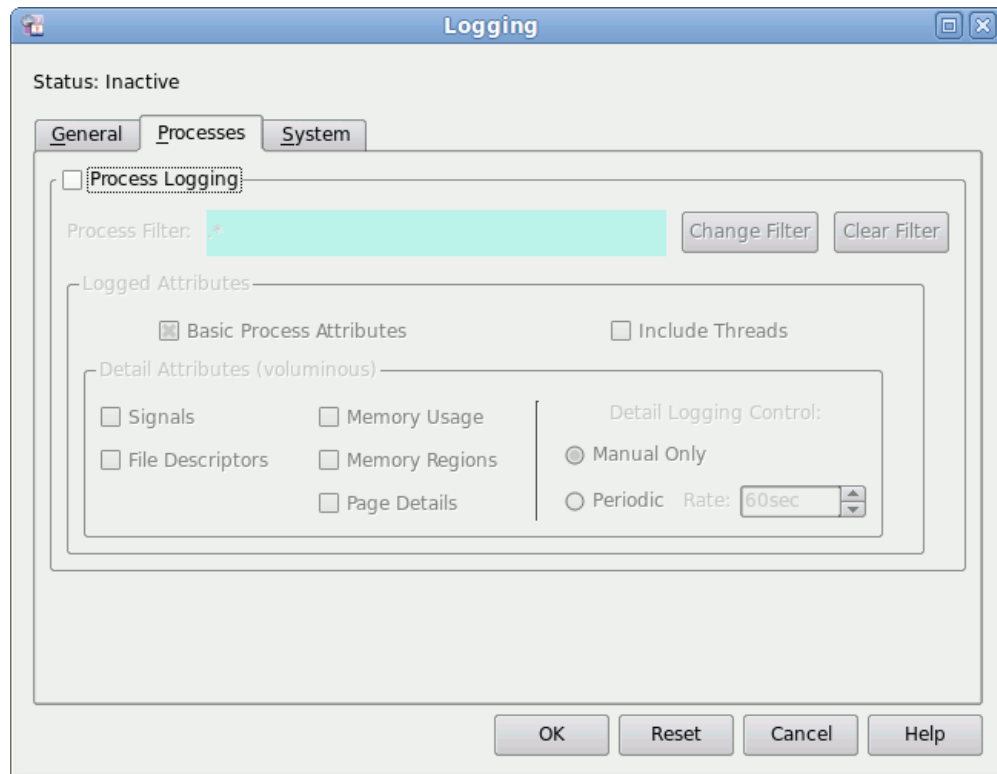 Logging
Status: Inactive
General Processes System
Process Logging
Process Filter: .* Change Filter Clear Filter
Logged Attributes
Basic Process Attributes Include Threads
Detail Attributes (voluminous)
Signals Memory Usage Detail Logging Control:
File Descriptors Memory Regions Manual Only
Page Details Periodic Rate: 60sec
OK Reset Cancel Help